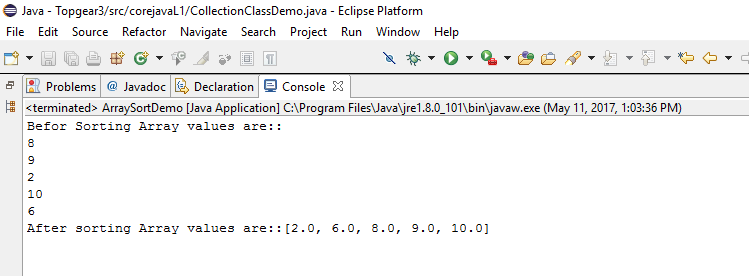 Java - Topgear3/src/corejavaL1/CollectionClassDemo.java - Eclipse Platform
File Edit Source Refactor Navigate Search Project Run Window Help
Problems @ Javadoc Declaration Console
<terminated> ArraySortDemo [Java Application] C:\Program Files\Java\jre1.8.0_101\bin\javaw.exe (May 11, 2017, 1:03:36 PM)
Befor Sorting Array values are::
8
9
2
10
6
After sorting Array values are::[2.0, 6.0, 8.0, 9.0, 10.0]